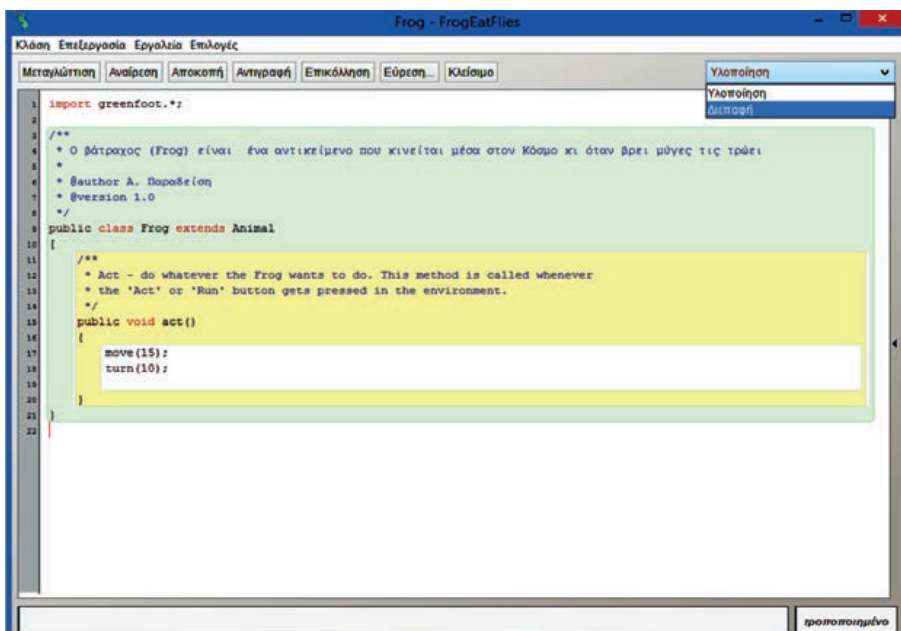 Frog - FrogEatFlies
Κλάση Επεξεργασία Εργαλεία Επιλογές
Μεταγλώττιση Αναίρεση Αποκοπή Αντιγραφή Επικόλληση Εύρεση... Κλείσιμο Υλοποίηση
Υλοποίηση
Διεπαφή
1 import greenfoot.*;
2
3 /**
4 * Ο βάτραχος (Frog) είναι ένα αντικείμενο που κινείται μέσα στον Κόσμο κι όταν βρει μύγες τις τρώει
5 *
6 * @author Α. Παραδείση
7 * @version 1.0
8 */
9 public class Frog extends Animal
10 {
11 /**
12 * Act - do whatever the Frog wants to do. This method is called whenever
13 * the 'Act' or 'Run' button gets pressed in the environment.
14 */
15 public void act()
16 {
17 move(15);
18 turn(10);
19
20 }
21 }
22
τροποποιημένο